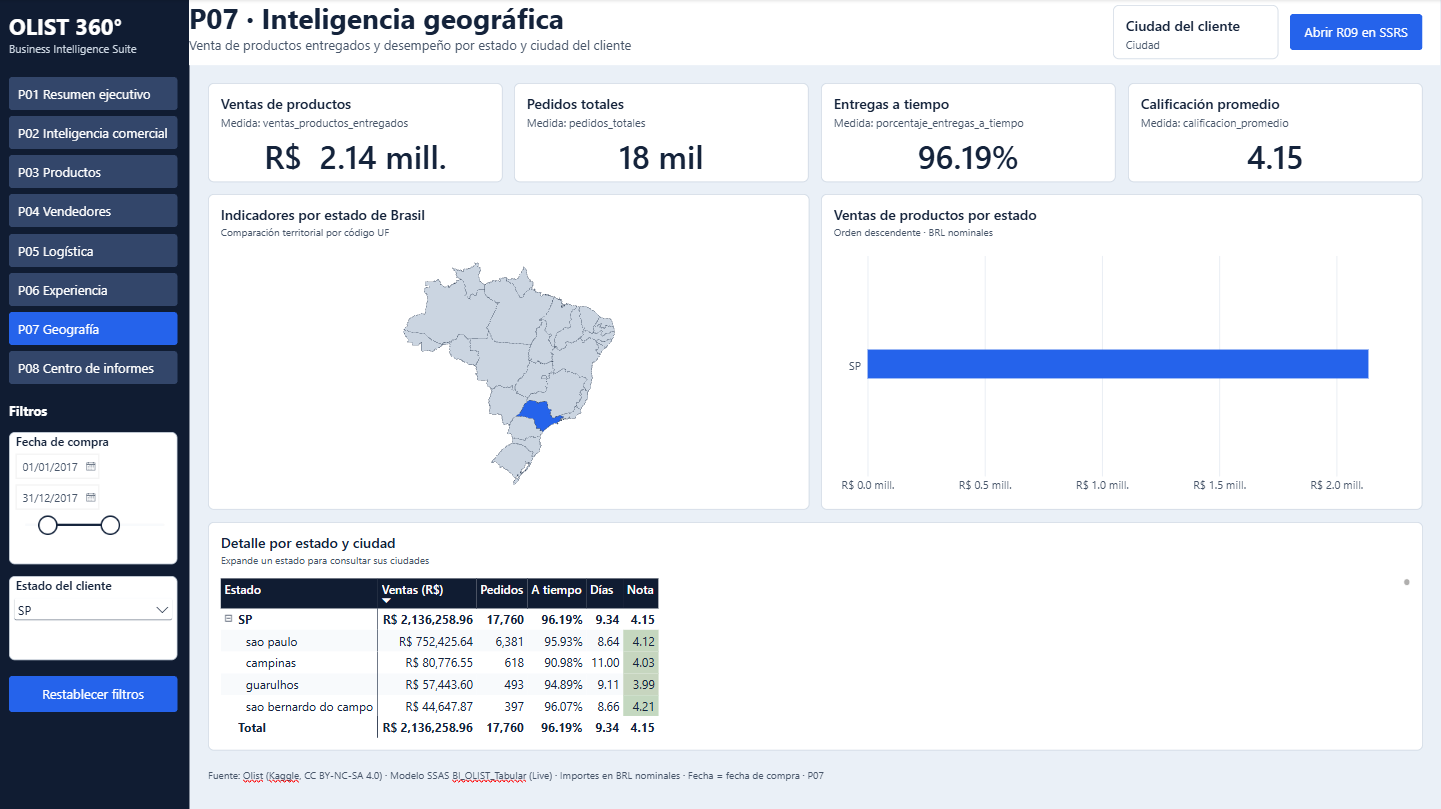 OLIST 360°
Business Intelligence Suite
P01 Resumen ejecutivo
P02 Inteligencia comercial
P03 Productos
P04 Vendedores
P05 Logística
P06 Experiencia
P07 Geografía
P08 Centro de informes
Filtros
Fecha de compra
01/01/2017
31/12/2017
Estado del cliente
SP
Restablecer filtros
P07 · Inteligencia geográfica
Venta de productos entregados y desempeño por estado y ciudad del cliente
Ciudad del cliente
Ciudad
Abrir R09 en SSRS
Ventas de productos
Medida: ventas_productos_entregados
R$ 2.14 mill.
Pedidos totales
Medida: pedidos_totales
18 mil
Entregas a tiempo
Medida: porcentaje_entregas_a_tiempo
96.19%
Calificación promedio
Medida: calificacion_promedio
4.15
Indicadores por estado de Brasil
Comparación territorial por código UF
Ventas de productos por estado
Orden descendente · BRL nominales
SP
R$ 0.0 mill. R$ 0.5 mill. R$ 1.0 mill. R$ 1.5 mill. R$ 2.0 mill.
Detalle por estado y ciudad
Expande un estado para consultar sus ciudades
Estado Ventas (R$) Pedidos A tiempo Días Nota
SP R$ 2,136,258.96 17,760 96.19% 9.34 4.15
sao paulo R$ 752,425.64 6,381 95.93% 8.64 4.12
campinas R$ 80,776.55 618 90.98% 11.00 4.03
guarulhos R$ 57,443.60 493 94.89% 9.11 3.99
sao bernardo do campo R$ 44,647.87 397 96.07% 8.66 4.21
Total R$ 2,136,258.96 17,760 96.19% 9.34 4.15
Fuente: Olist (Kaggle, CC BY-NC-SA 4.0) · Modelo SSAS BI_OLIST_Tabular (Live) · Importes en BRL nominales · Fecha = fecha de compra · P07